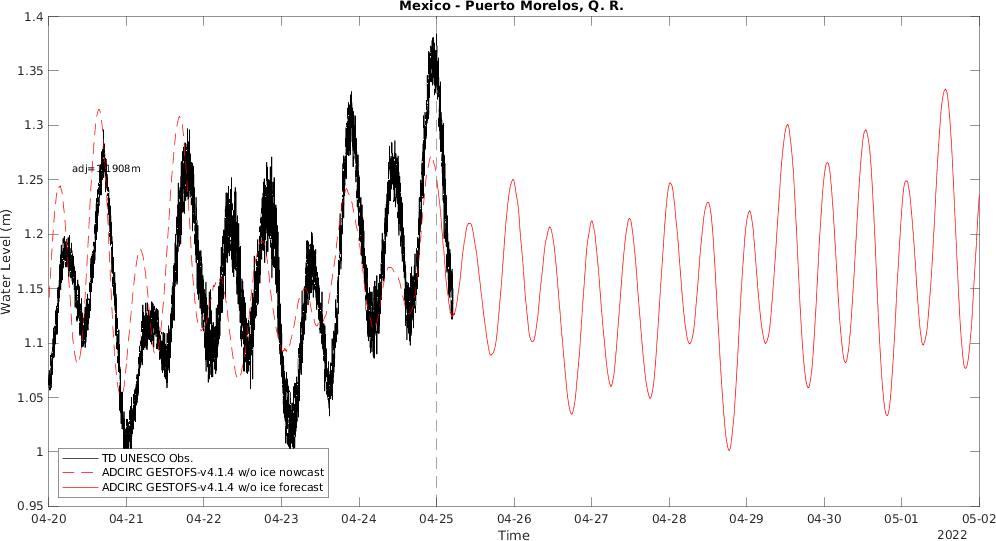 Mexico - Puerto Morelos, Q. R.
1.4
1.35
1.3
1.25
1.2
1.15
1.1
1.05
1
0.95
Water Level (m)
TD UNESCO Obs.
ADCIRC GESTOFS-v4.1.4 w/o ice nowcast
ADCIRC GESTOFS-v4.1.4 w/o ice forecast
04-20 04-21 04-22 04-23 04-24 04-25 04-26 04-27 04-28 04-29 04-30 05-01 05-02
Time
2022